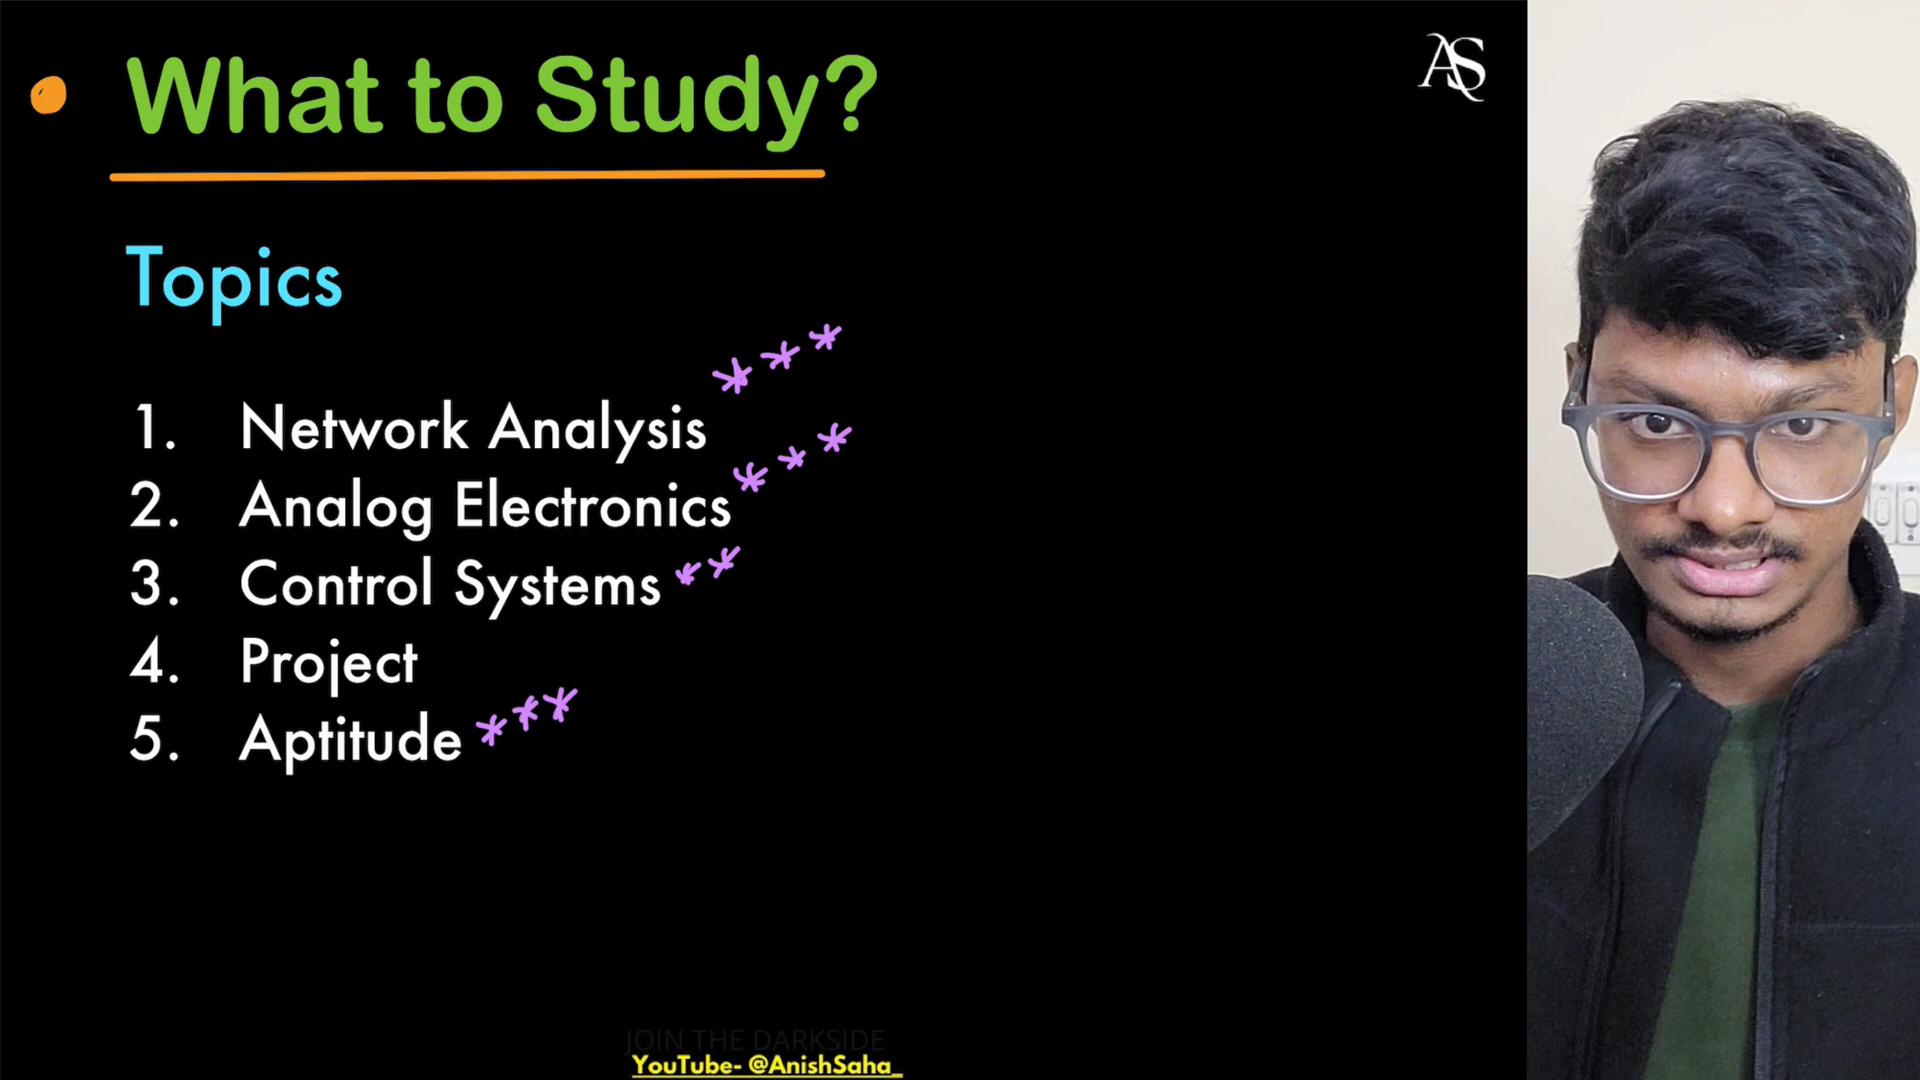 What to Study?
AS
Topics
1. Network Analysis ***
2. Analog Electronics ***
3. Control Systems **
4. Project
5. Aptitude ***
JOIN THE DARKSIDE
YouTube- @AnishSaha_